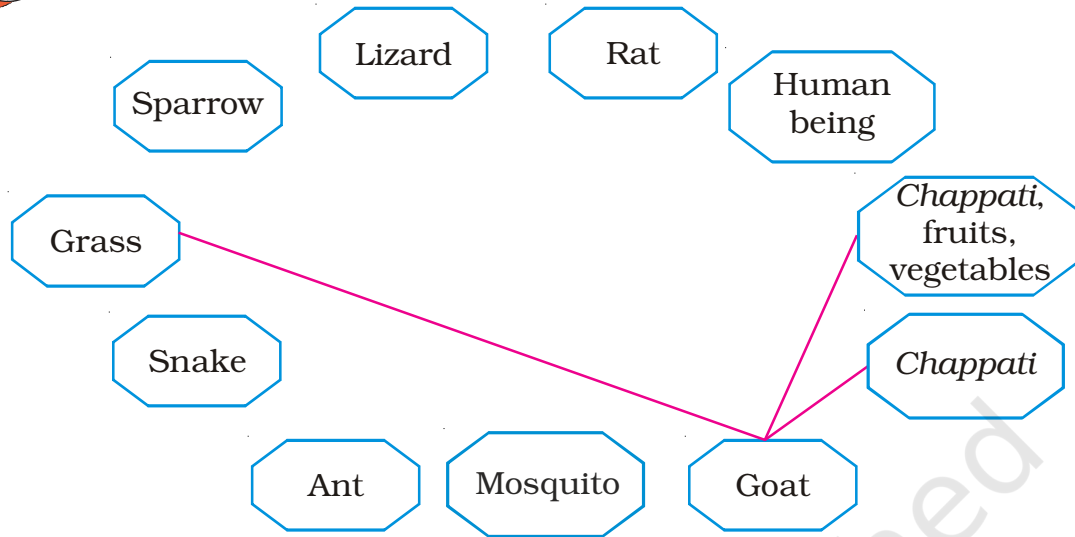 Lizard
Rat
Sparrow
Human
being
Chappati,
fruits,
vegetables
Grass
Snake
Chappati
Ant
Mosquito
Goat